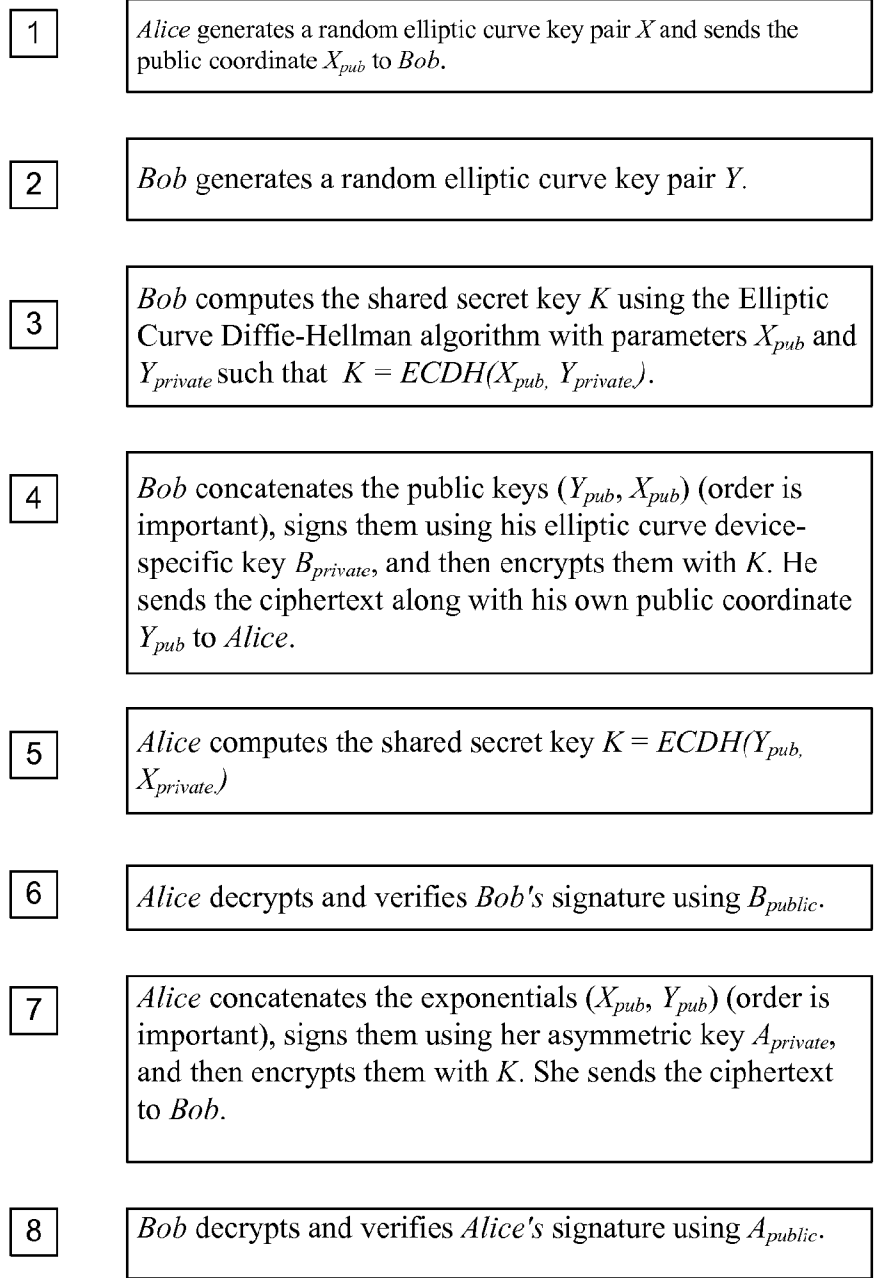 1
Alice generates a random elliptic curve key pair X and sends the
public coordinate Xpub to Bob.
2
Bob generates a random elliptic curve key pair Y.
3
Bob computes the shared secret key K using the Elliptic
Curve Diffie-Hellman algorithm with parameters Xpub and
Yprivate such that K = ECDH(Xpub, Yprivate.).
4
Bob concatenates the public keys (Ypub, Xpub) (order is
important), signs them using his elliptic curve device-
specific key Bprivate, and then encrypts them with K. He
sends the ciphertext along with his own public coordinate
Ypub to Alice.
5
Alice computes the shared secret key K = ECDH(Ypub,
Xprivate.)
6
Alice decrypts and verifies Bob's signature using Bpublic.
7
Alice concatenates the exponentials (Xpub, Ypub) (order is
important), signs them using her asymmetric key Aprivate,
and then encrypts them with K. She sends the ciphertext
to Bob.
8
Bob decrypts and verifies Alice's signature using Apublic.